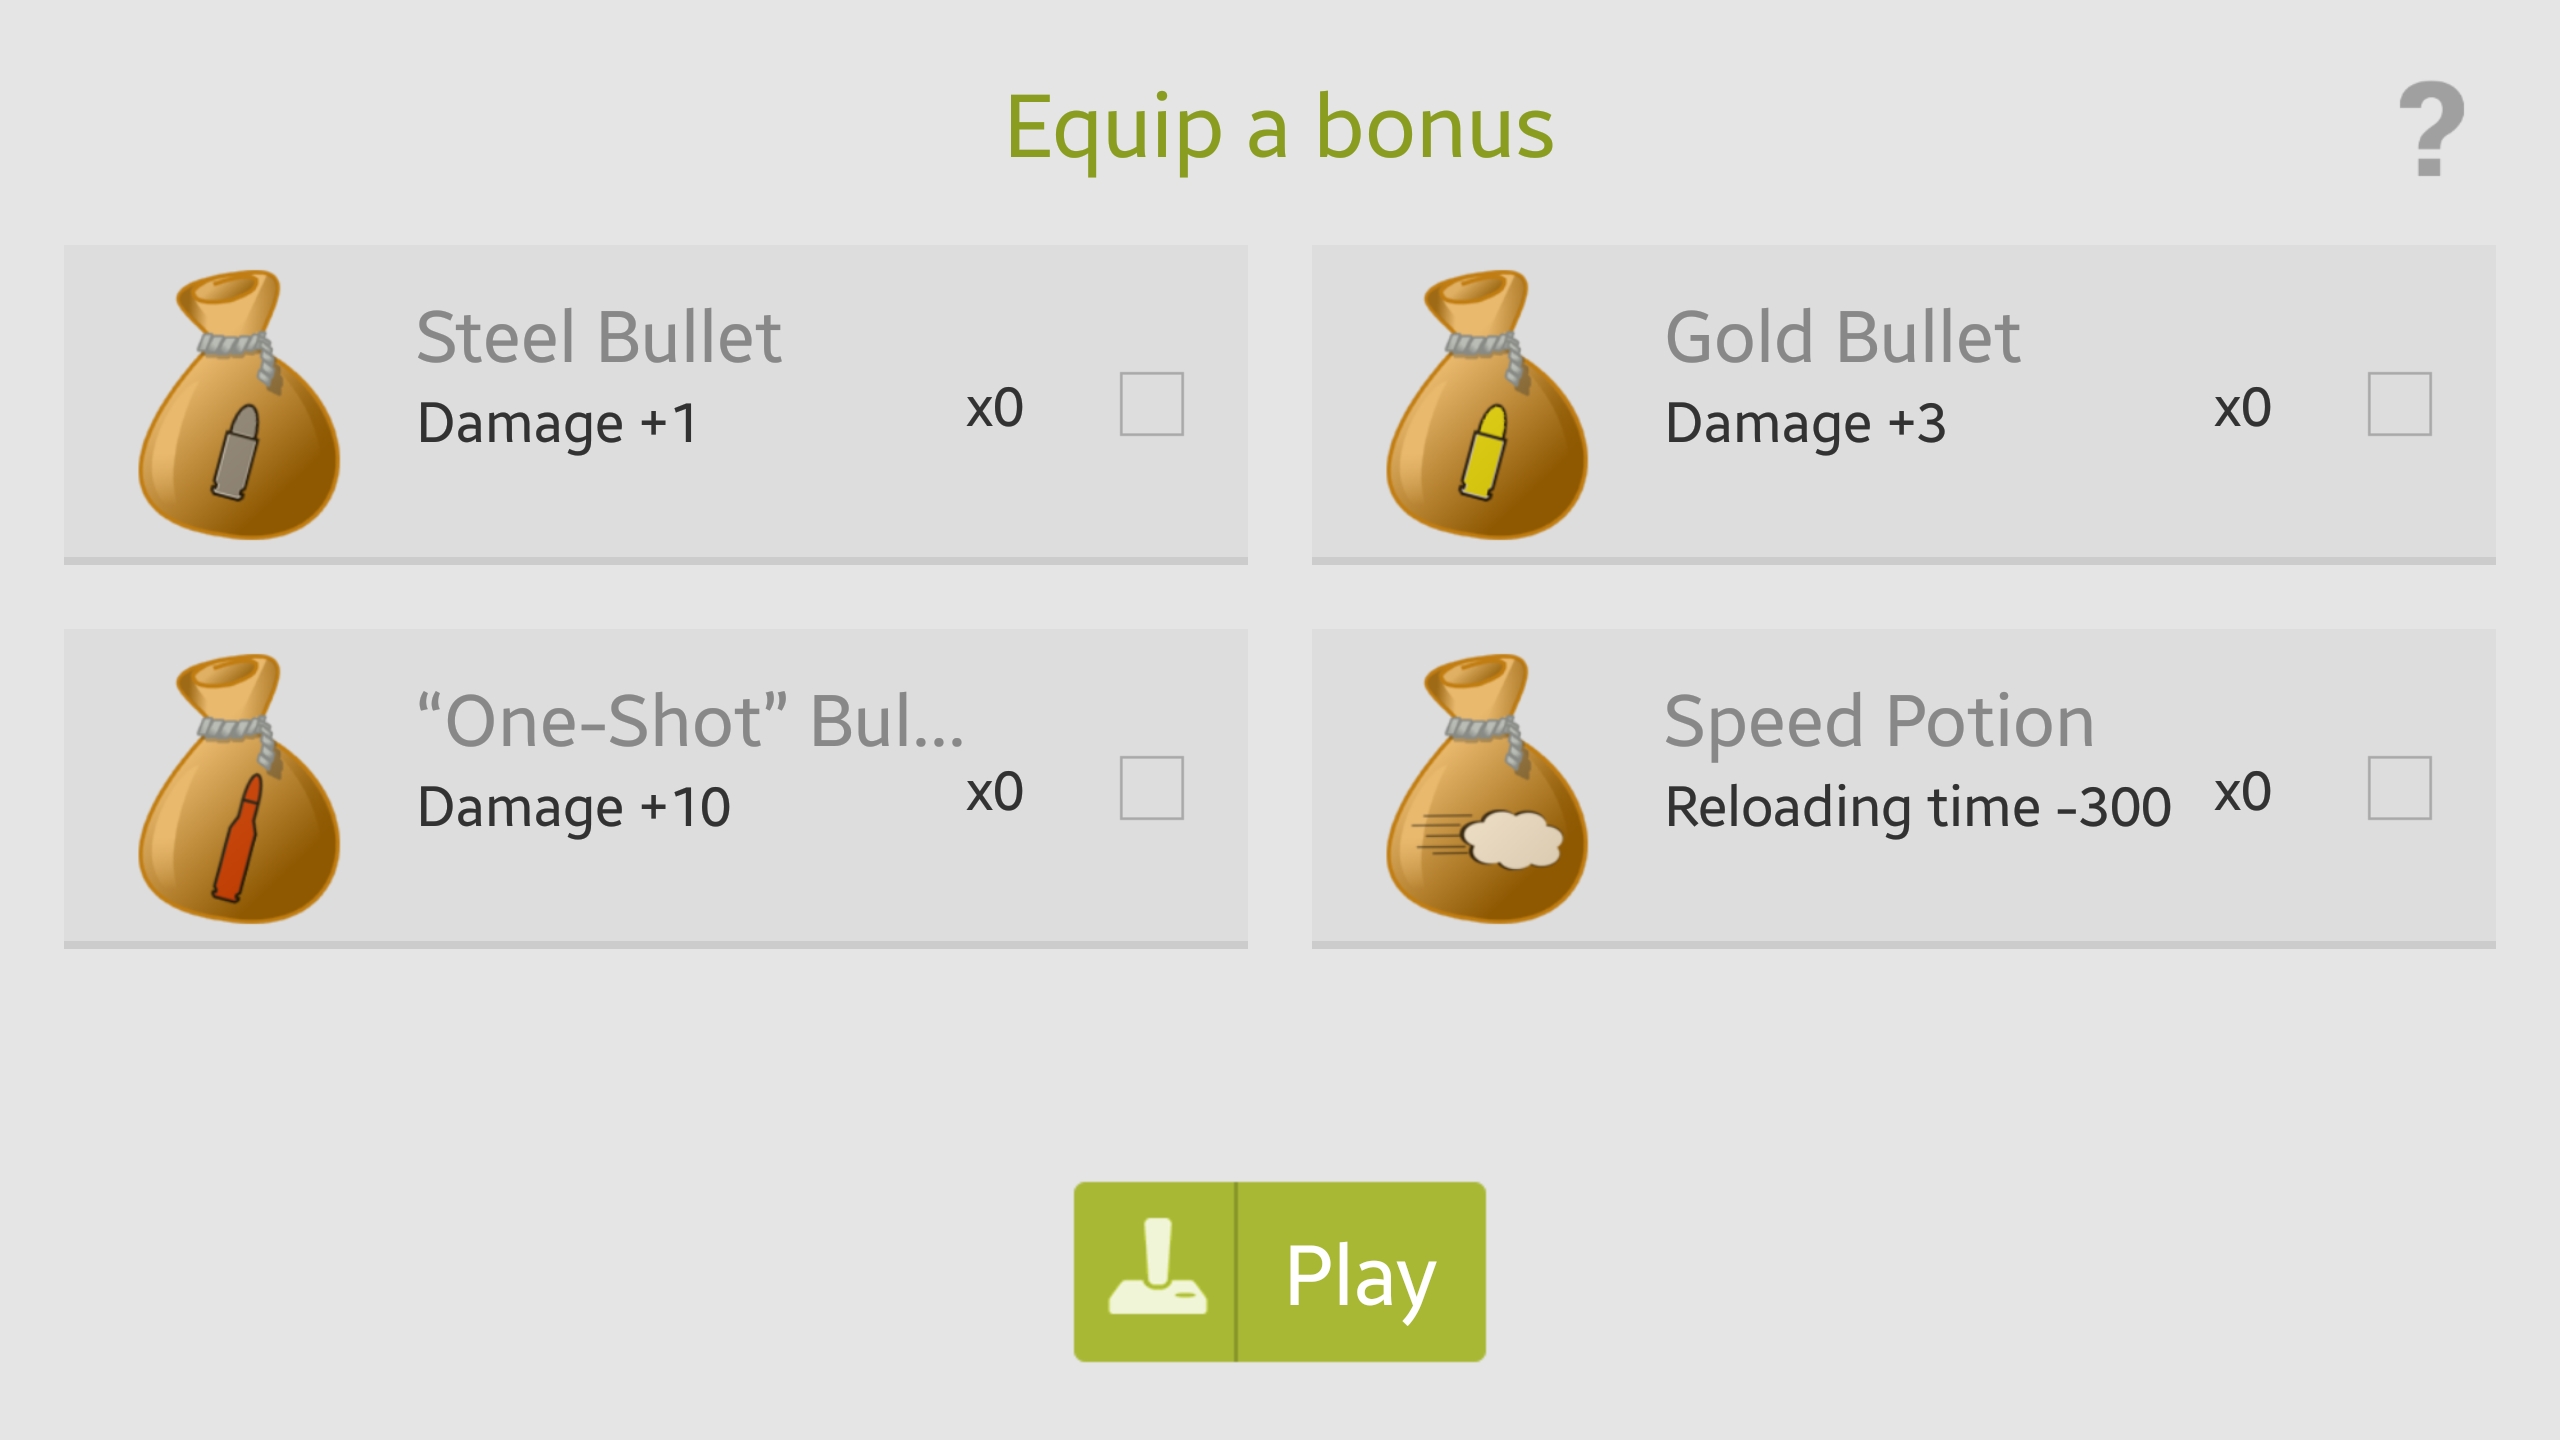 Equip a bonus
?
Steel Bullet
Damage +1
x0
Gold Bullet
Damage +3
x0
“One-Shot” Bul...
Damage +10
x0
Speed Potion
Reloading time -300
x0
Play